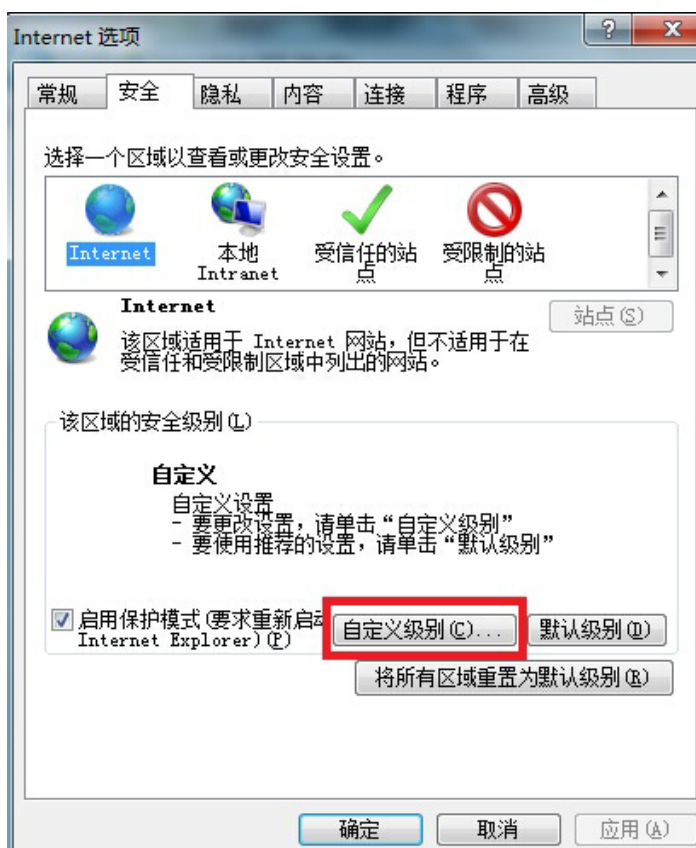 Internet 选项
常规 安全 隐私 内容 连接 程序 高级
选择一个区域以查看或更改安全设置。
Internet
本地
Intranet
受信任的站
点
受限制的站
点
Internet
站点(S)
该区域适用于 Internet 网站，但不适用于在
受信任和受限制区域中列出的网站。
该区域的安全级别(L)
自定义
自定义设置
- 要更改设置，请单击“自定义级别”
- 要使用推荐的设置，请单击“默认级别”
启用保护模式(要求重新启动
Internet Explorer)(P)
自定义级别(C)...
默认级别(D)
将所有区域重置为默认级别(R)
确定 取消 应用(A)